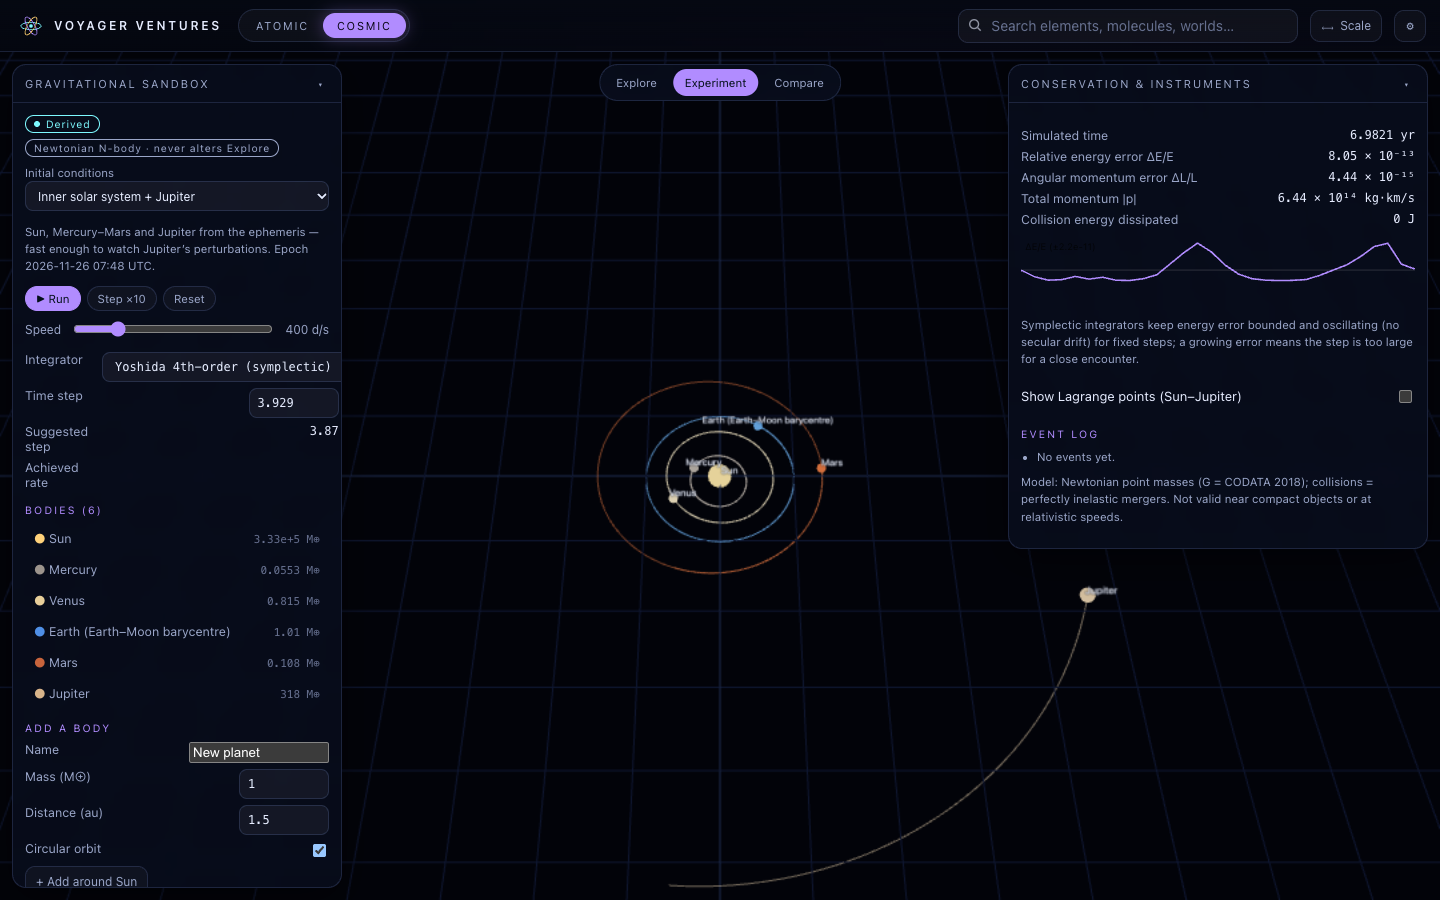 VOYAGER VENTURES
ATOMIC
COSMIC
Search elements, molecules, worlds...
Scale
GRAVITATIONAL SANDBOX
Derived
Newtonian N-body · never alters Explore
Initial conditions
Inner solar system + Jupiter
Sun, Mercury–Mars and Jupiter from the ephemeris —
fast enough to watch Jupiter's perturbations. Epoch
2026-11-26 07:48 UTC.
Run
Step ×10
Reset
Speed
400 d/s
Integrator
Yoshida 4th-order (symplectic)
Time step
3.929
Suggested
step
3.87
Achieved
rate
BODIES (6)
Sun
3.33e+5 M⊕
Mercury
0.0553 M⊕
Venus
0.815 M⊕
Earth (Earth–Moon barycentre)
1.01 M⊕
Mars
0.108 M⊕
Jupiter
318 M⊕
ADD A BODY
Name
New planet
Mass (M⊕)
1
Distance (au)
1.5
Circular orbit
+ Add around Sun
Explore
Experiment
Compare
Earth (Earth–Moon barycentre)
Mercury
Sun
Mars
Venus
Jupiter
CONSERVATION & INSTRUMENTS
Simulated time
6.9821 yr
Relative energy error ΔE/E
8.05 × 10⁻¹³
Angular momentum error ΔL/L
4.44 × 10⁻¹⁵
Total momentum |p|
6.44 × 10¹⁴ kg·km/s
Collision energy dissipated
0 J
Symplectic integrators keep energy error bounded and oscillating (no
secular drift) for fixed steps; a growing error means the step is too large
for a close encounter.
Show Lagrange points (Sun–Jupiter)
EVENT LOG
No events yet.
Model: Newtonian point masses (G = CODATA 2018); collisions =
perfectly inelastic mergers. Not valid near compact objects or at
relativistic speeds.